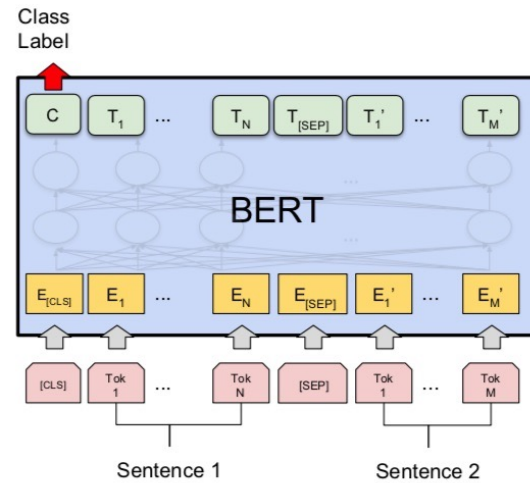 Class
Label
C T1 ... TN T[SEP] T1' ... TM'
...
BERT
...
E[CLS] E1 ... EN E[SEP] E1' ... EM'
[CLS] Tok 1 ... Tok N [SEP] Tok 1 ... Tok M
Sentence 1 Sentence 2